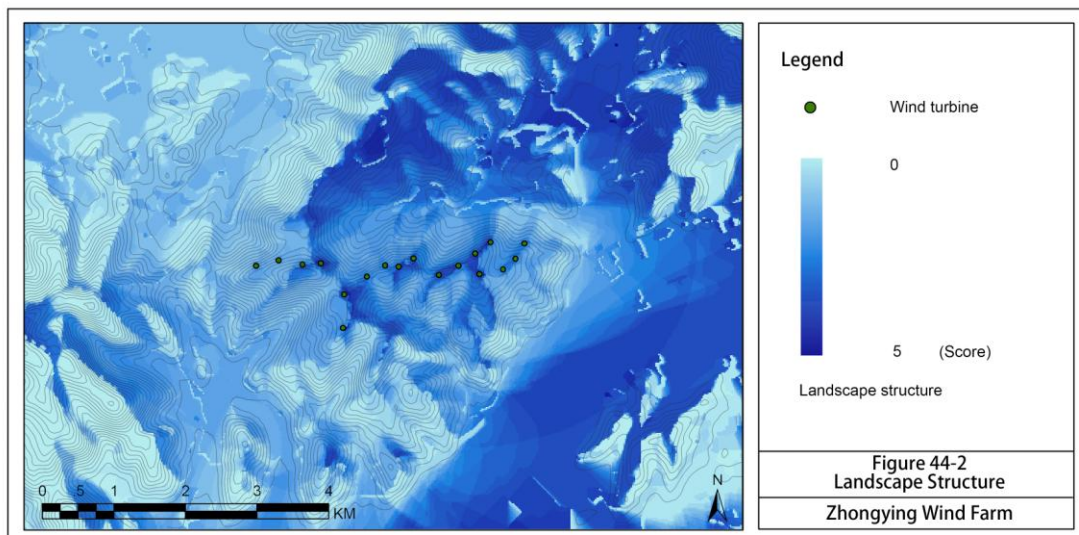 Legend
Wind turbine
0
5 (Score)
Landscape structure
Figure 44-2
Landscape Structure
Zhongying Wind Farm
N
0 .5 1 2 3 4
KM